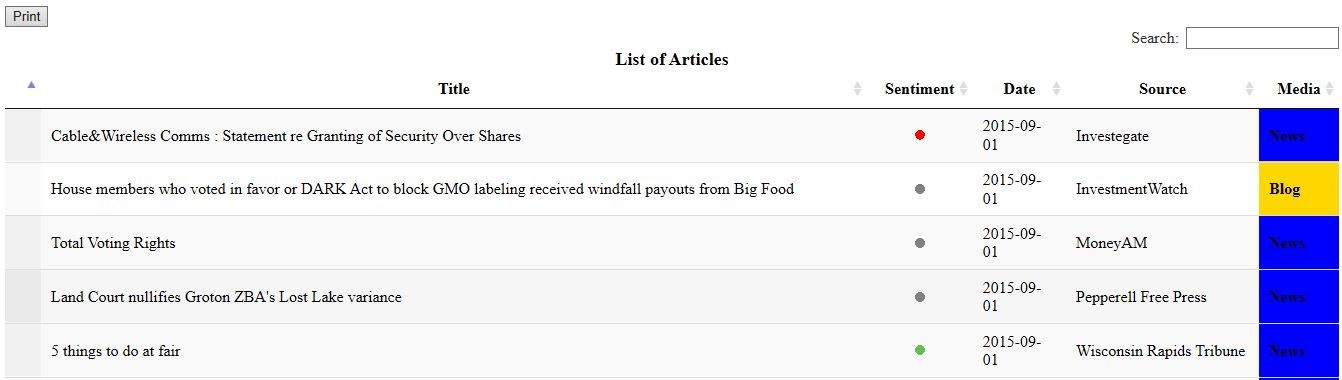 Print
Search:
List of Articles
Title Sentiment Date Source Media
Cable&Wireless Comms : Statement re Granting of Security Over Shares 2015-09-01 Investegate News
House members who voted in favor or DARK Act to block GMO labeling received windfall payouts from Big Food 2015-09-01 InvestmentWatch Blog
Total Voting Rights 2015-09-01 MoneyAM News
Land Court nullifies Groton ZBA's Lost Lake variance 2015-09-01 Pepperell Free Press News
5 things to do at fair 2015-09-01 Wisconsin Rapids Tribune News